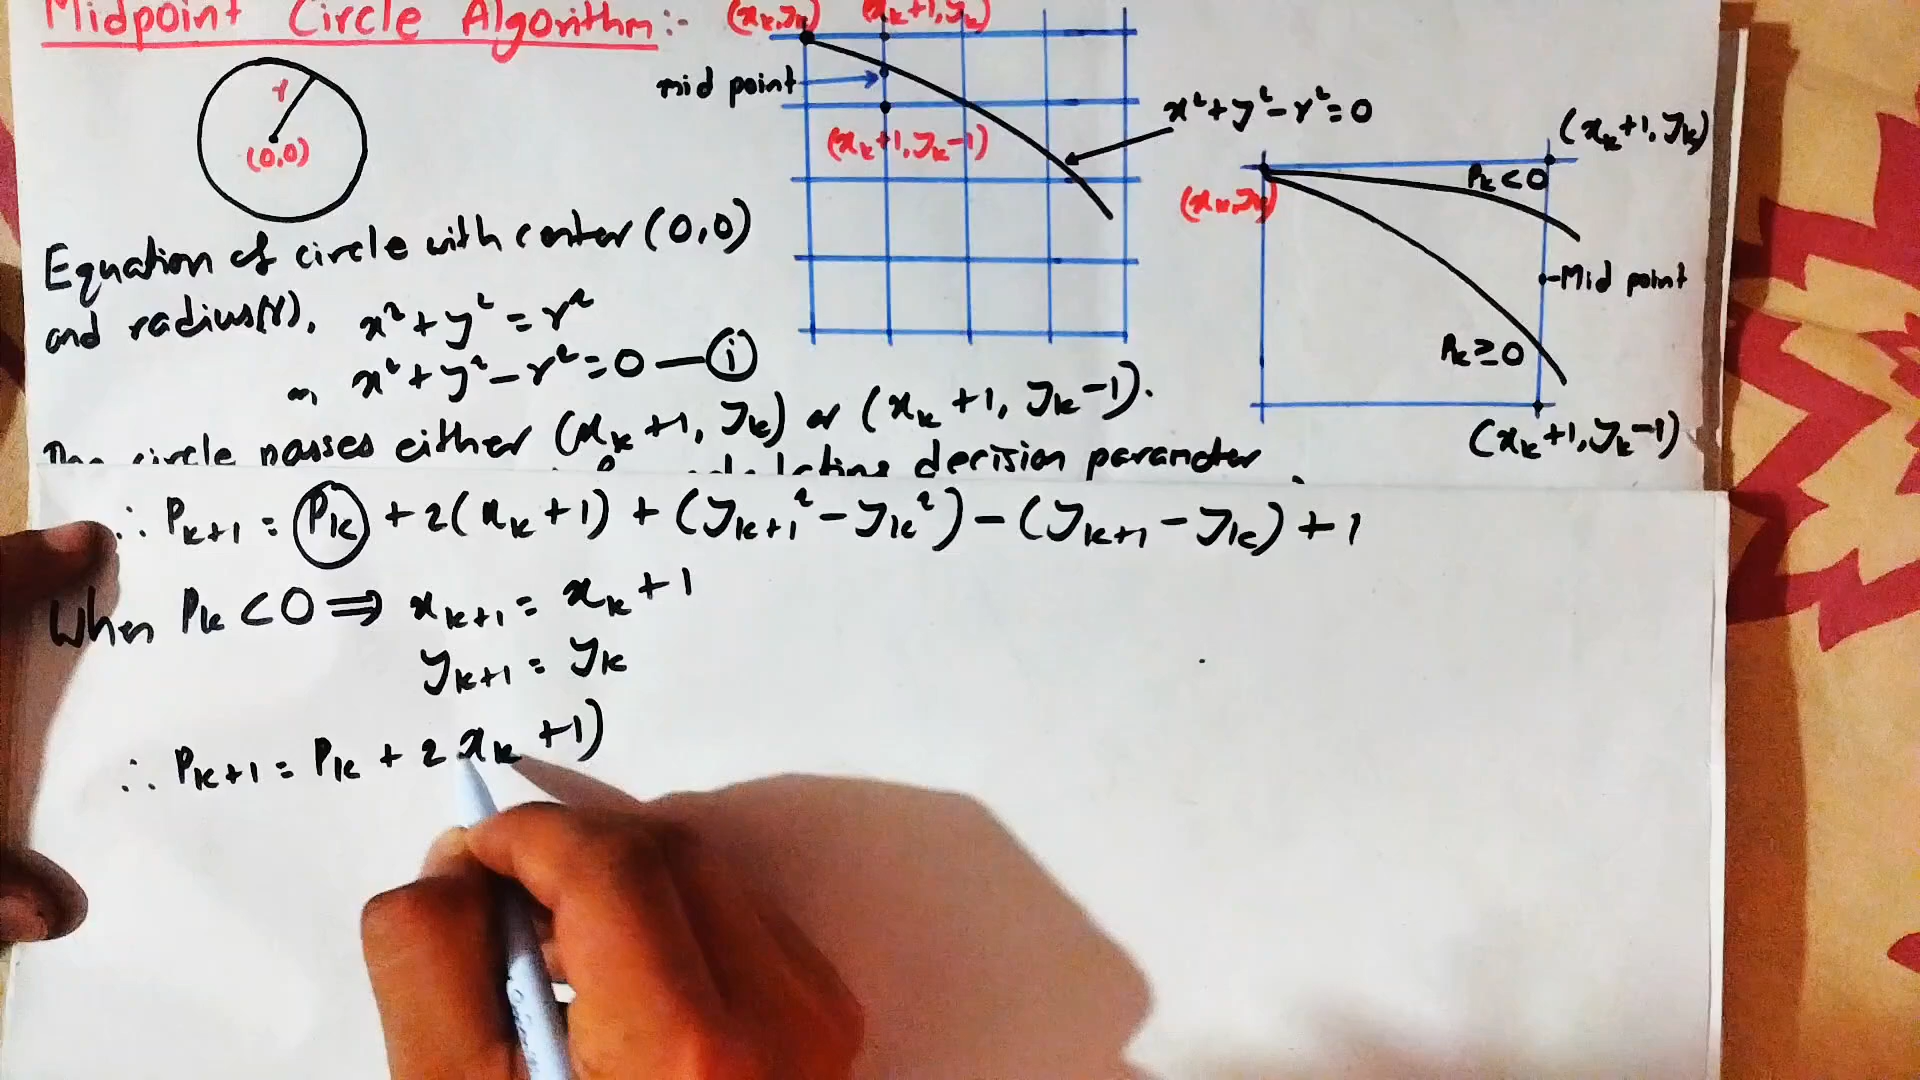 Midpoint Circle Algorithm:-
(xₖ,yₖ) (xₖ+1,yₖ)
r
(0,0)
mid point
(xₖ+1,yₖ-1)
x²+y²-r²=0
(xₖ+1,yₖ)
Pₖ<0
(xₖ,yₖ)
Mid point
Pₖ≥0
(xₖ+1,yₖ-1)
Equation of circle with center (0,0)
and radius(r), x²+y²=r²
x²+y²-r²=0 — (i)
circle passes either (xₖ+1, yₖ) or (xₖ+1, yₖ-1).
decision parameter
∴ Pₖ₊₁ = Pₖ + 2(xₖ+1) + (yₖ₊₁²-yₖ²) - (yₖ₊₁-yₖ) + 1
When Pₖ<0 ⇒ xₖ₊₁ = xₖ+1
yₖ₊₁ = yₖ
∴ Pₖ₊₁ = Pₖ + 2 xₖ +1)